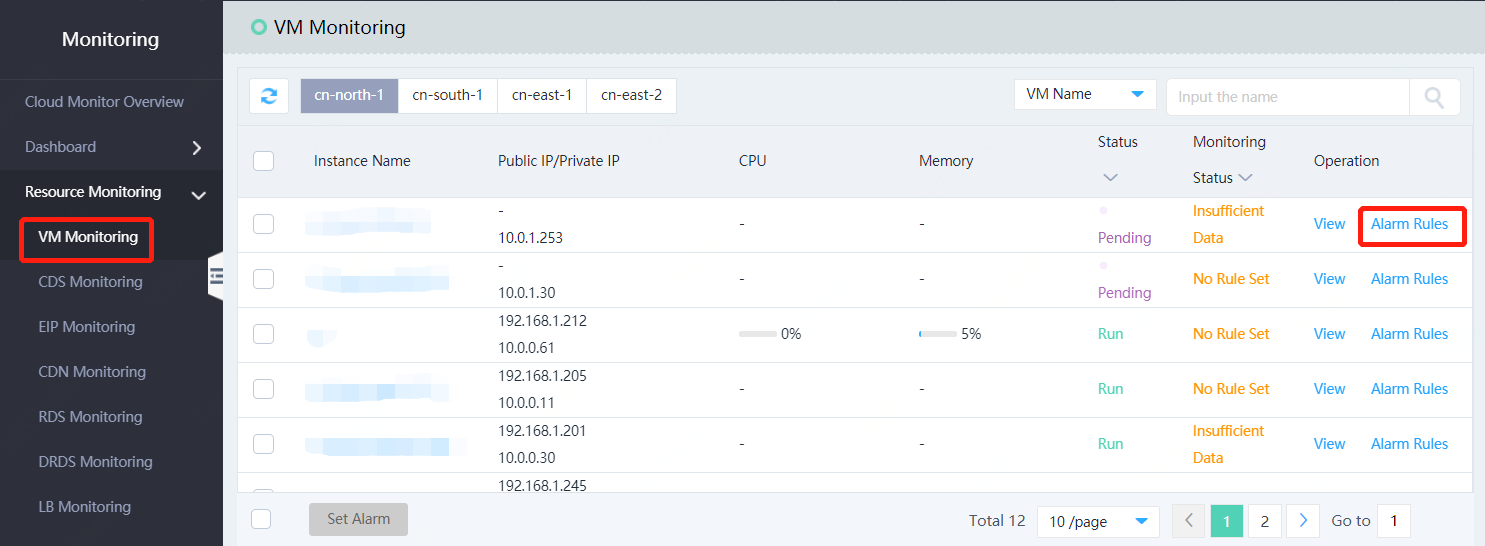 Monitoring
Cloud Monitor Overview
Dashboard
Resource Monitoring
VM Monitoring
CDS Monitoring
EIP Monitoring
CDN Monitoring
RDS Monitoring
DRDS Monitoring
LB Monitoring
VM Monitoring
cn-north-1 cn-south-1 cn-east-1 cn-east-2 VM Name Input the name
Instance Name Public IP/Private IP CPU Memory Status Monitoring Status Operation
-
10.0.1.253 - - Pending Insufficient Data View Alarm Rules
-
10.0.1.30 Pending No Rule Set View Alarm Rules
192.168.1.212
10.0.0.61 0% 5% Run No Rule Set View Alarm Rules
192.168.1.205
10.0.0.11 - - Run No Rule Set View Alarm Rules
192.168.1.201
10.0.0.30 - - Run Insufficient Data View Alarm Rules
192.168.1.245
Set Alarm Total 12 10 /page 1 2 Go to 1